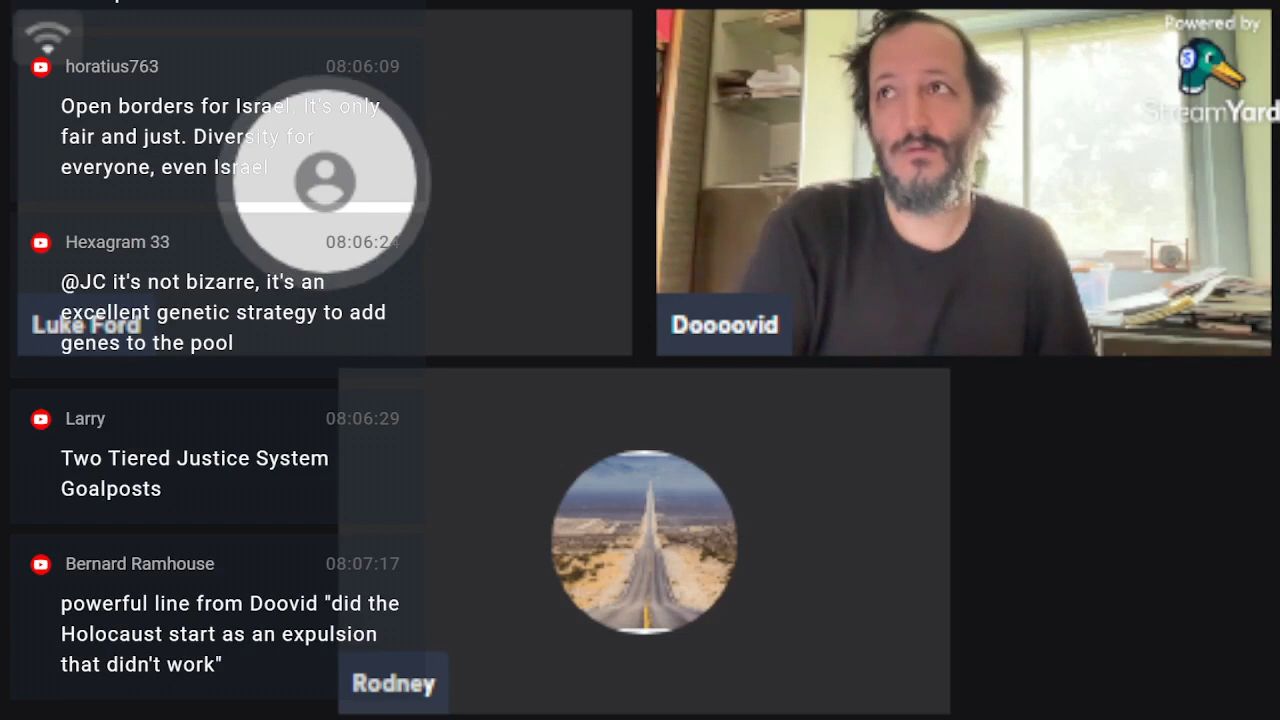 horatius763 08:06:09
Open borders for Israel, It's only
fair and just. Diversity for
everyone, even Israel
Hexagram 33 08:06:24
@JC it's not bizarre, it's an
excellent genetic strategy to add
genes to the pool
Luke Ford
Larry 08:06:29
Two Tiered Justice System
Goalposts
Bernard Ramhouse 08:07:17
powerful line from Doovid "did the
Holocaust start as an expulsion
that didn't work"
Powered by
StreamYard
Doooovid
Rodney